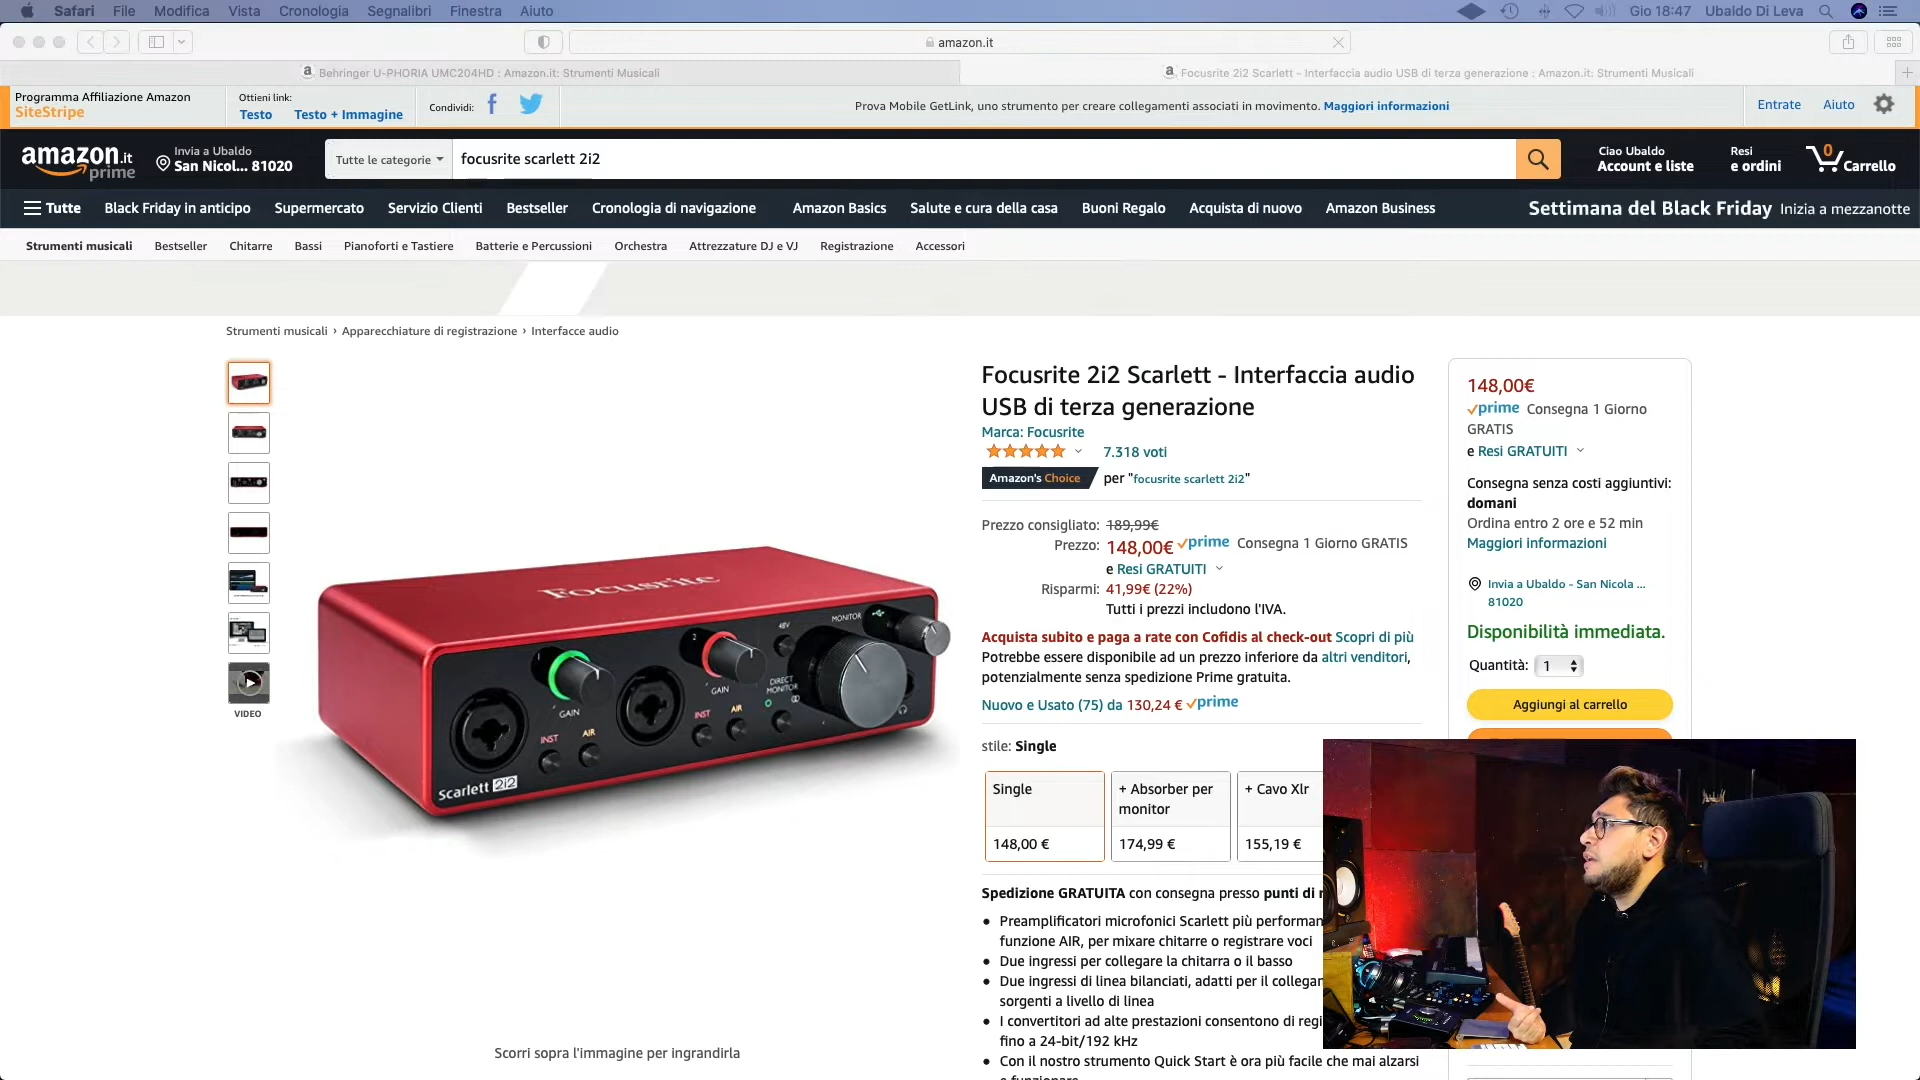 Safari File Modifica Vista Cronologia Segnalibri Finestra Aiuto
Gio 18:47 Ubaldo Di Leva
amazon.it
Behringer U-PHORIA UMC204HD : Amazon.it: Strumenti Musicali
Focusrite 2i2 Scarlett - Interfaccia audio USB di terza generazione : Amazon.it: Strumenti Musicali
Programma Affiliazione Amazon
SiteStripe
Ottieni link:
Testo Testo + Immagine
Condividi:
Prova Mobile GetLink, uno strumento per creare collegamenti associati in movimento. Maggiori informazioni
Entrate Aiuto
amazon.it
prime
Invia a Ubaldo
San Nicol... 81020
Tutte le categorie
focusrite scarlett 2i2
Ciao Ubaldo
Account e liste
Resi
e ordini
0
Carrello
Tutte Black Friday in anticipo Supermercato Servizio Clienti Bestseller Cronologia di navigazione Amazon Basics Salute e cura della casa Buoni Regalo Acquista di nuovo Amazon Business
Settimana del Black Friday Inizia a mezzanotte
Strumenti musicali Bestseller Chitarre Bassi Pianoforti e Tastiere Batterie e Percussioni Orchestra Attrezzature DJ e VJ Registrazione Accessori
Strumenti musicali › Apparecchiature di registrazione › Interfacce audio
VIDEO
Focusrite
MONITOR
48V
2
GAIN
DIRECT
MONITOR
GAIN
INST AIR
INST AIR
Scarlett 2i2
Scorri sopra l'immagine per ingrandirla
Focusrite 2i2 Scarlett - Interfaccia audio
USB di terza generazione
Marca: Focusrite
7.318 voti
Amazon's Choice per "focusrite scarlett 2i2"
Prezzo consigliato: 189,99€
Prezzo: 148,00€ prime Consegna 1 Giorno GRATIS
e Resi GRATUITI
Risparmi: 41,99€ (22%)
Tutti i prezzi includono l'IVA.
Acquista subito e paga a rate con Cofidis al check-out Scopri di più
Potrebbe essere disponibile ad un prezzo inferiore da altri venditori,
potenzialmente senza spedizione Prime gratuita.
Nuovo e Usato (75) da 130,24 € prime
stile: Single
Single
148,00 €
+ Absorber per
monitor
174,99 €
+ Cavo Xlr
155,19 €
Spedizione GRATUITA con consegna presso punti di
Preamplificatori microfonici Scarlett più
funzione AIR, per mixare chitarre o registrare voci
Due ingressi per collegare la chitarra o il basso
Due ingressi di linea bilanciati, adatti per il
sorgenti a livello di linea
I convertitori ad alte prestazioni consentono di
fino a 24-bit/192 kHz
Con il nostro strumento Quick Start è ora più facile che mai alzarsi
148,00€
prime Consegna 1 Giorno
GRATIS
e Resi GRATUITI
Consegna senza costi aggiuntivi:
domani
Ordina entro 2 ore e 52 min
Maggiori informazioni
Invia a Ubaldo - San Nicola ...
81020
Disponibilità immediata.
Quantità: 1
Aggiungi al carrello